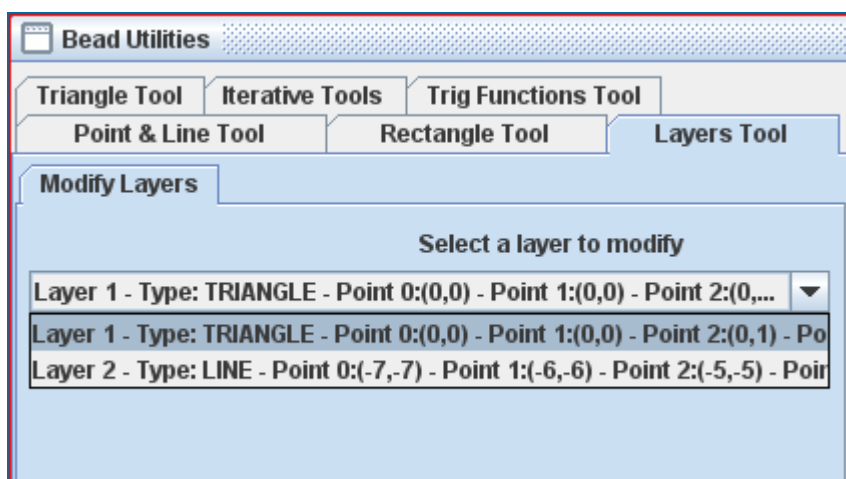 Bead Utilities
Triangle Tool Iterative Tools Trig Functions Tool
Point & Line Tool Rectangle Tool Layers Tool
Modify Layers
Select a layer to modify
Layer 1 - Type: TRIANGLE - Point 0:(0,0) - Point 1:(0,0) - Point 2:(0,...
Layer 1 - Type: TRIANGLE - Point 0:(0,0) - Point 1:(0,0) - Point 2:(0,1) - Po
Layer 2 - Type: LINE - Point 0:(-7,-7) - Point 1:(-6,-6) - Point 2:(-5,-5) - Poin